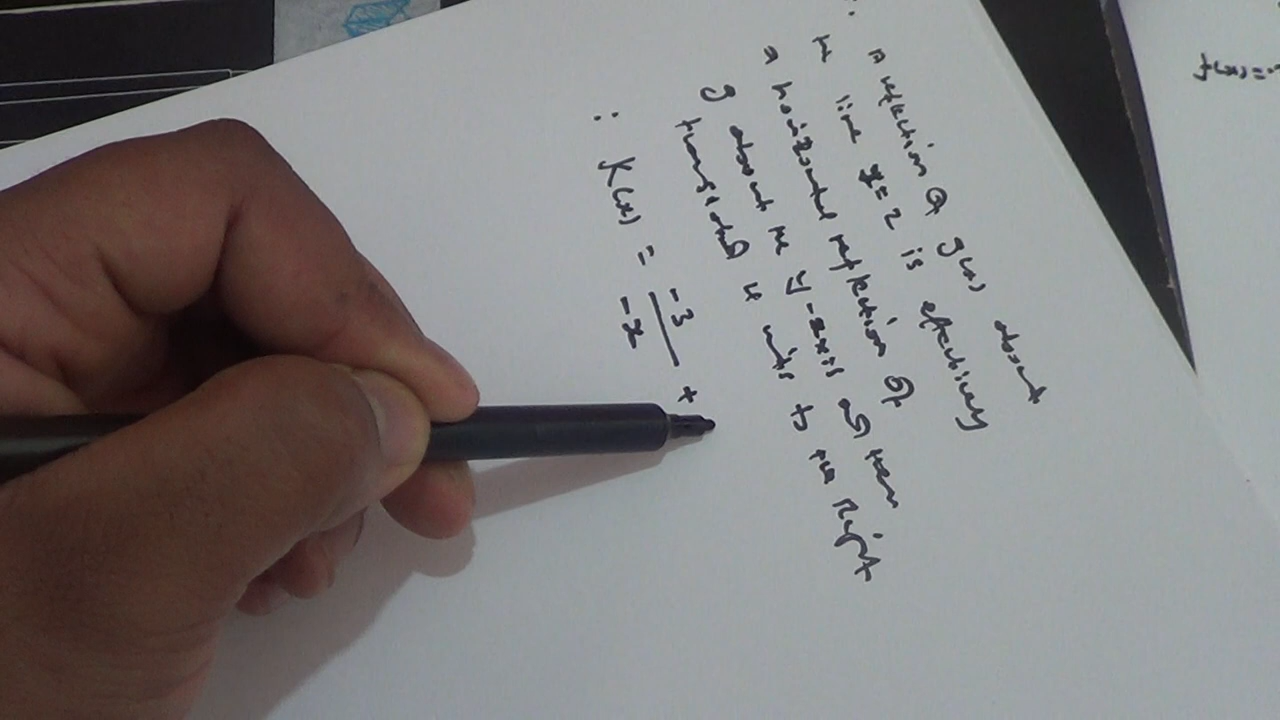 : A reflection of g(x) about
the line x = 2 is effectively
a horizontal reflection of
g about the y-axis and then
translating 4 units to the Right
: k(x) = -3/-x +
f(x) =